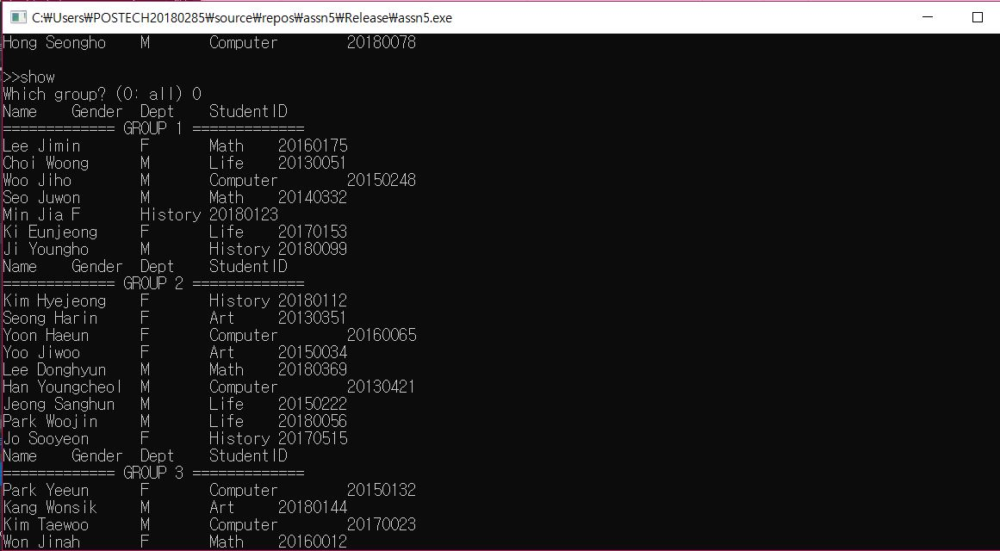 C:₩Users₩POSTECH20180285₩source₩repos₩assn5₩Release₩assn5.exe
Hong Seongho M Computer 20180078
>>show
Which group? (0: all) 0
Name Gender Dept StudentID
============= GROUP 1 =============
Lee Jimin F Math 20160175
Choi Woong M Life 20130051
Woo Jiho M Computer 20150248
Seo Juwon M Math 20140332
Min Jia F History 20180123
Ki Eunjeong F Life 20170153
Ji Youngho M History 20180099
Name Gender Dept StudentID
============= GROUP 2 =============
Kim Hyejeong F History 20180112
Seong Harin F Art 20130351
Yoon Haeun F Computer 20160065
Yoo Jiwoo F Art 20150034
Lee Donghyun M Math 20180369
Han Youngcheol M Computer 20130421
Jeong Sanghun M Life 20150222
Park Woojin M Life 20180056
Jo Sooyeon F History 20170515
Name Gender Dept StudentID
============= GROUP 3 =============
Park Yeeun F Computer 20150132
Kang Wonsik M Art 20180144
Kim Taewoo M Computer 20170023
Won Jinah F Math 20160012